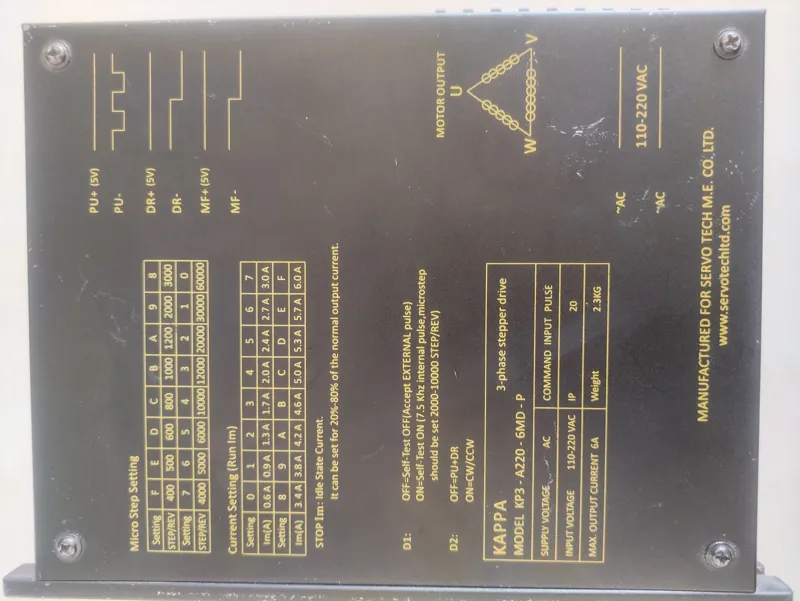 Micro Step Setting
Setting F E D C B A 9 8
STEP/REV 400 500 600 800 1000 1200 2000 3000
Setting 7 6 5 4 3 2 1 0
STEP/REV 4000 5000 6000 10000 12000 20000 30000 60000
Current Setting (Run Im)
Setting 0 1 2 3 4 5 6 7
Im(A) 0.6 A 0.9 A 1.3 A 1.7 A 2.0 A 2.4 A 2.7 A 3.0 A
Setting 8 9 A B C D E F
Im(A) 3.4 A 3.8 A 4.2 A 4.6 A 5.0 A 5.3 A 5.7 A 6.0 A
STOP Im: Idle State Current.
It can be set for 20%-80% of the normal output current.
PU+ (5V)
PU-
DR+ (5V)
DR-
MF+ (5V)
MF-
D1: OFF=Self-Test OFF(Accept EXTERNAL pulse)
ON=Self-Test ON (7.5 Khz internal pulse,microstep
should be set 2000-10000 STEP/REV)
D2: OFF=PU+DR
ON=CW/CCW
MOTOR OUTPUT
U
V
W
KAPPA 3-phase stepper drive
MODEL KP3 - A220 - 6MD - P
SUPPLY VOLTAGE AC COMMAND INPUT PULSE
INPUT VOLTAGE 110-220 VAC IP 20
MAX. OUTPUT CURRENT 6A Weight 2.3KG
~AC
110-220 VAC
~AC
MANUFACTURED FOR SERVO TECH M.E. CO. LTD.
www.servotechltd.com